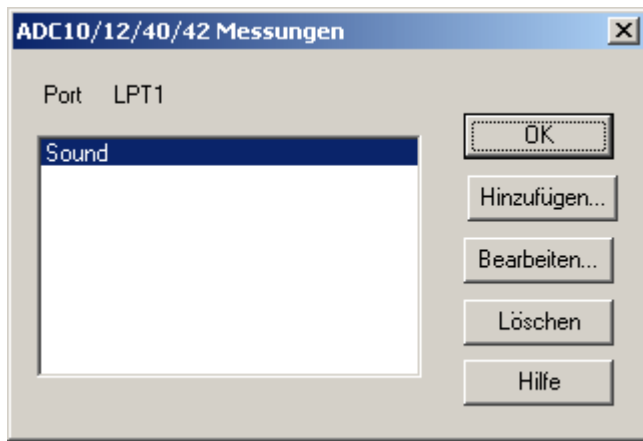 ADC10/12/40/42 Messungen
Port LPT1
Sound
OK
Hinzufügen...
Bearbeiten...
Löschen
Hilfe